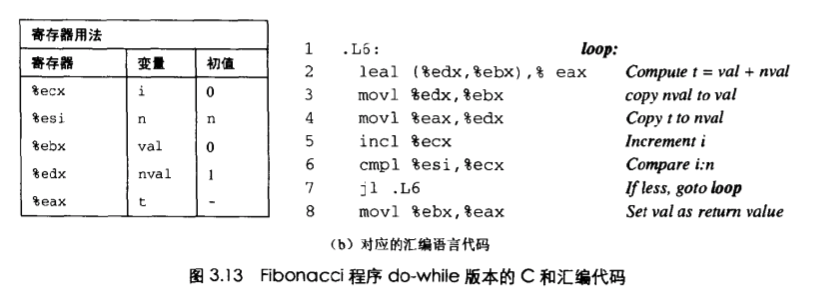 寄存器用法
寄存器 变量 初值
%ecx i 0
%esi n n
%ebx val 0
%edx nval 1
%eax t -
1 .L6: loop:
2 leal (%edx,%ebx),% eax Compute t = val + nval
3 movl %edx,%ebx copy nval to val
4 movl %eax,%edx Copy t to nval
5 incl %ecx Increment i
6 cmpl %esi,%ecx Compare i:n
7 jl .L6 If less, goto loop
8 movl %ebx,%eax Set val as return value
（b）对应的汇编语言代码
图 3.13 Fibonacci 程序 do-while 版本的 C 和汇编代码